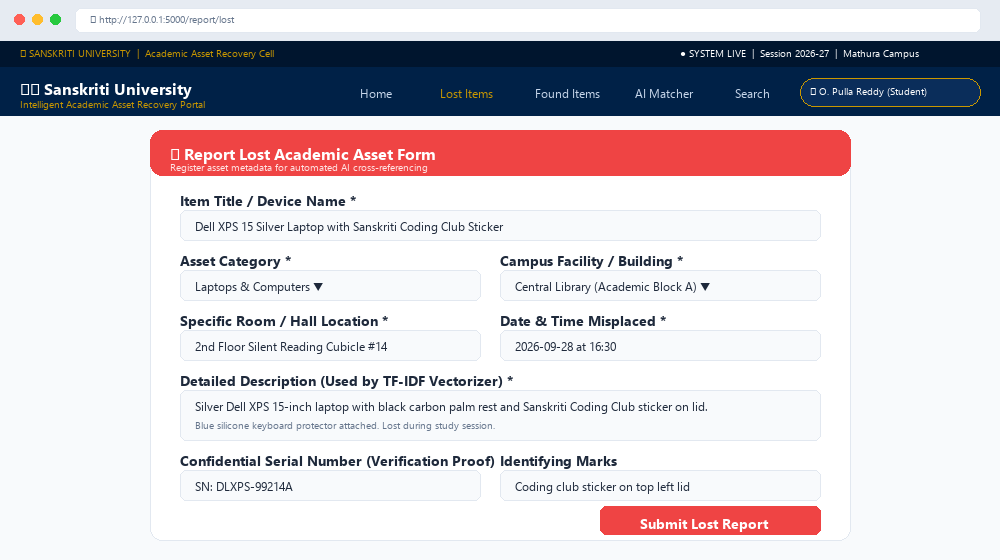 http://127.0.0.1:5000/report/lost
SANSKRITI UNIVERSITY | Academic Asset Recovery Cell
● SYSTEM LIVE | Session 2026-27 | Mathura Campus
Sanskriti University
Intelligent Academic Asset Recovery Portal
Home
Lost Items
Found Items
AI Matcher
Search
O. Pulla Reddy (Student)
Report Lost Academic Asset Form
Register asset metadata for automated AI cross-referencing
Item Title / Device Name *
Dell XPS 15 Silver Laptop with Sanskriti Coding Club Sticker
Asset Category *
Campus Facility / Building *
Laptops & Computers ▼
Central Library (Academic Block A) ▼
Specific Room / Hall Location *
Date & Time Misplaced *
2nd Floor Silent Reading Cubicle #14
2026-09-28 at 16:30
Detailed Description (Used by TF-IDF Vectorizer) *
Silver Dell XPS 15-inch laptop with black carbon palm rest and Sanskriti Coding Club sticker on lid.
Blue silicone keyboard protector attached. Lost during study session.
Confidential Serial Number (Verification Proof)
Identifying Marks
SN: DLXPS-99214A
Coding club sticker on top left lid
Submit Lost Report